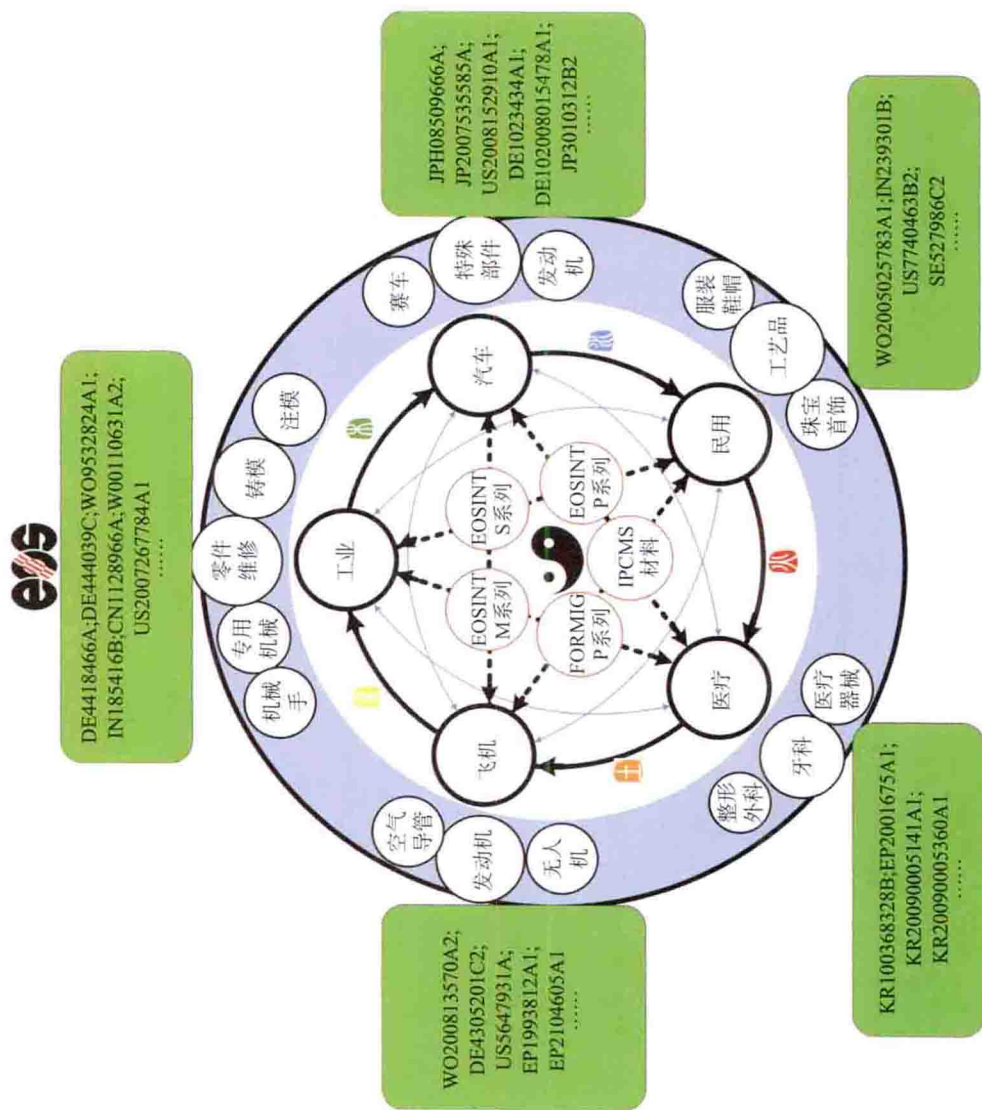 eos
DE4418466A;DE444039C;WO9532824A1;
IN185416B;CN1128966A;W00110631A2;
US2007267784A1
零件
维修
专用
机械
机械
手
铸模
注模
工业
木
水
EOSINT
M系列
EOSINT
S系列
FORMIG
P系列
IPCMS
材料
EOSINT
P系列
飞机
汽车
医疗
民用
土
火
空气
导管
发动机
无人
机
WO200813570A2;
DE4305201C2;
US5647931A;
EP1993812A1;
EP2104605A1
……
赛车
特殊
部件
发动
机
JPH08509666A;
JP2007535585A;
US2008152910A1;
DE1023434A1;
DE102008015478A1;
JP3010312B2
……
整形
外科
牙科
医疗
器械
KR100368328B;EP2001675A1;
KR20090005141A1;
KR20090005360A1
……
服装
鞋帽
工艺品
珠宝
首饰
WO2005025783A1;IN239301B;
US7740463B2;
SE527986C2
……